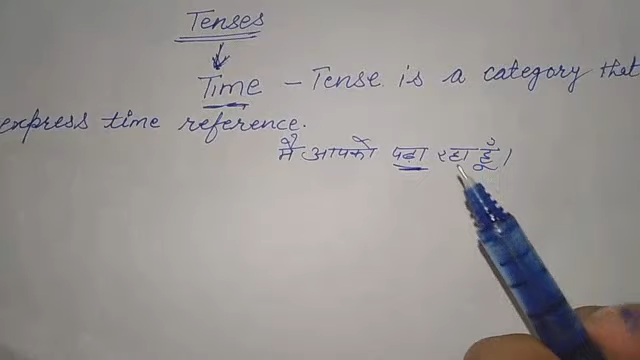 Tenses
Time - Tense is a category that
express time reference.
मैं आपको पढ़ा रहा हूँ।